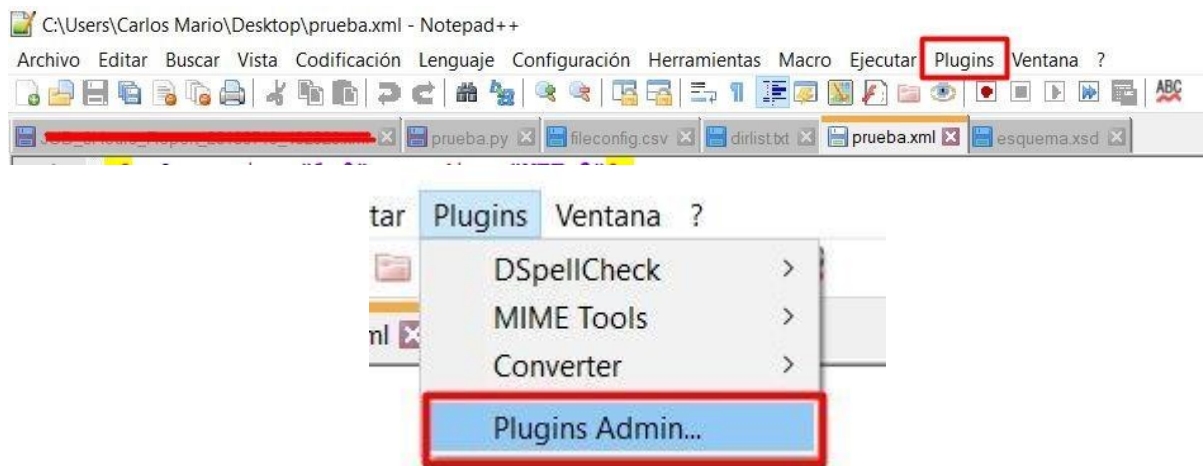 C:\Users\Carlos Mario\Desktop\prueba.xml - Notepad++
Archivo Editar Buscar Vista Codificación Lenguaje Configuración Herramientas Macro Ejecutar Plugins Ventana ?
ABC
prueba.py fileconfig.csv dirlist.txt prueba.xml esquema.xsd
tar Plugins Ventana ?
DSpellCheck >
MIME Tools >
ml
Converter >
Plugins Admin...